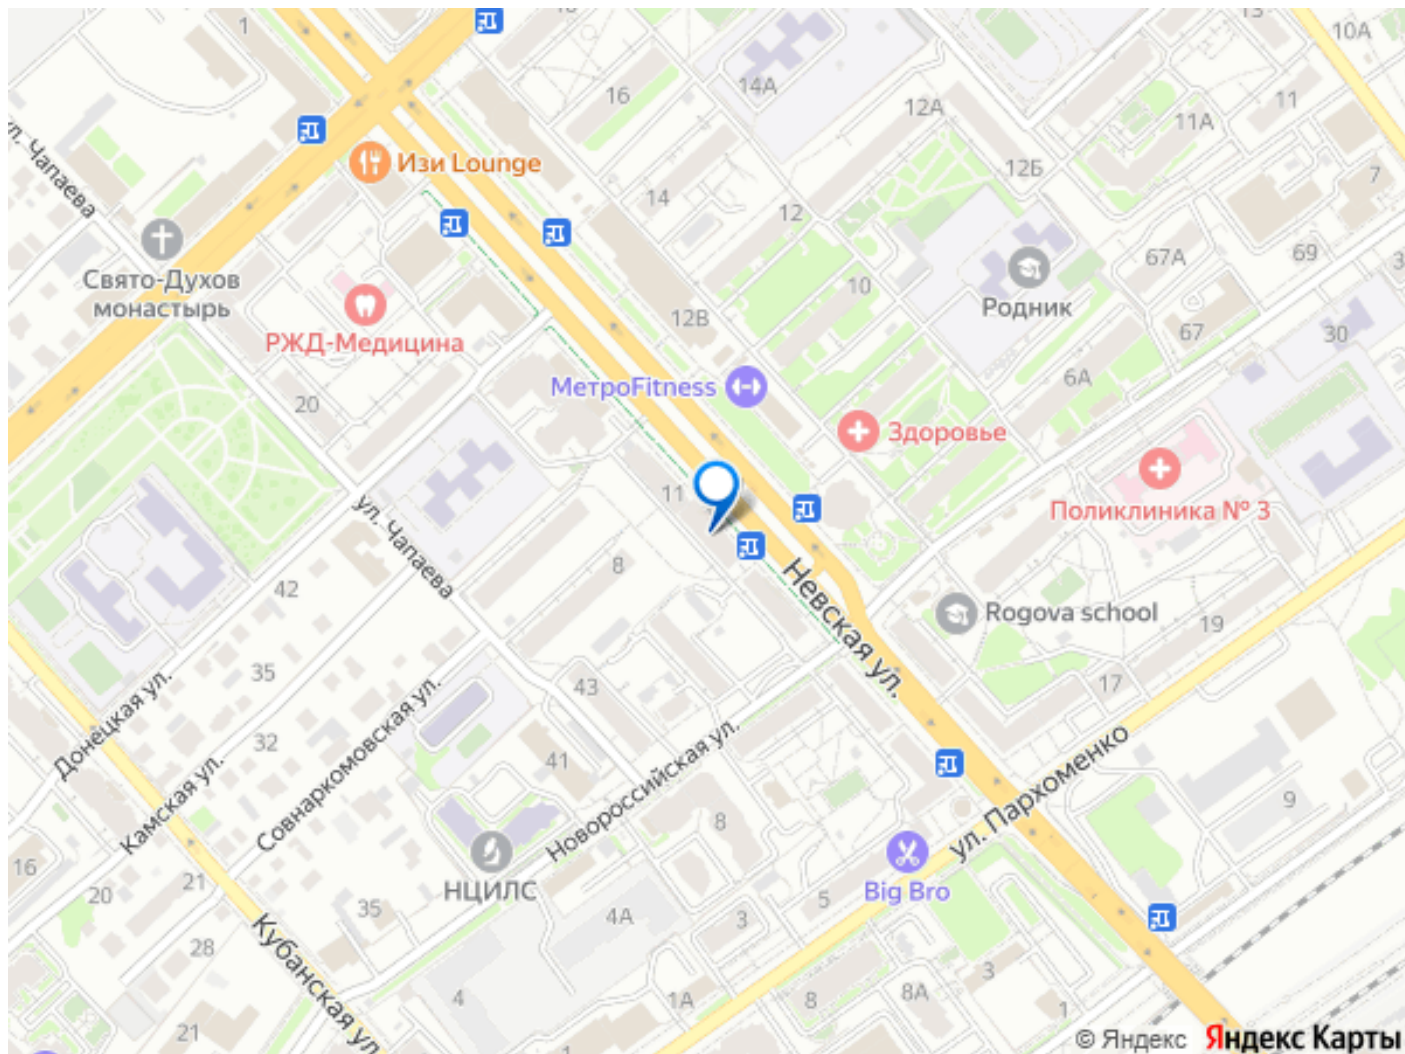 1
10
13
10А
16
14А
12А
11
11А
ул. Чапаева
Изи Lounge
12Б
7
14
12
67А
69
3
Свято-Духов
монастырь
10
Родник
РЖД-Медицина
12В
67
30
МетроFitness
6А
20
Здоровье
11
Поликлиника № 3
ул. Чапаева
8
42
Невская ул.
Rogova school
19
35
43
17
Донецкая ул.
Совнаркомовская ул.
32
41
Новороссийская ул.
Камская ул.
8
ул. Пархоменко
9
16
НЦИЛС
Big Bro
20
21
35
4А
3
5
28
Кубанская ул.
4
1А
8
8А
3
1
21
© Яндекс Яндекс Карты